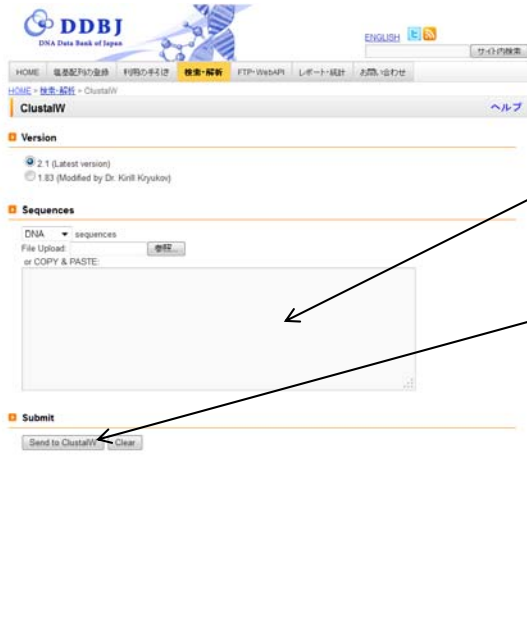 DDBJ
DNA Data Bank of Japan
ENGLISH
サイト内検索
HOME 塩基配列の登録 利用の手引き 検索・解析 FTP・WebAPI レポート・統計 お問い合わせ
HOME > 検索・解析 > ClustalW
ClustalW ヘルプ
Version
2.1 (Latest version)
1.83 (Modified by Dr. Kirill Kryukov)
Sequences
DNA sequences
File Upload: 参照...
or COPY & PASTE:
Submit
Send to ClustalW Clear